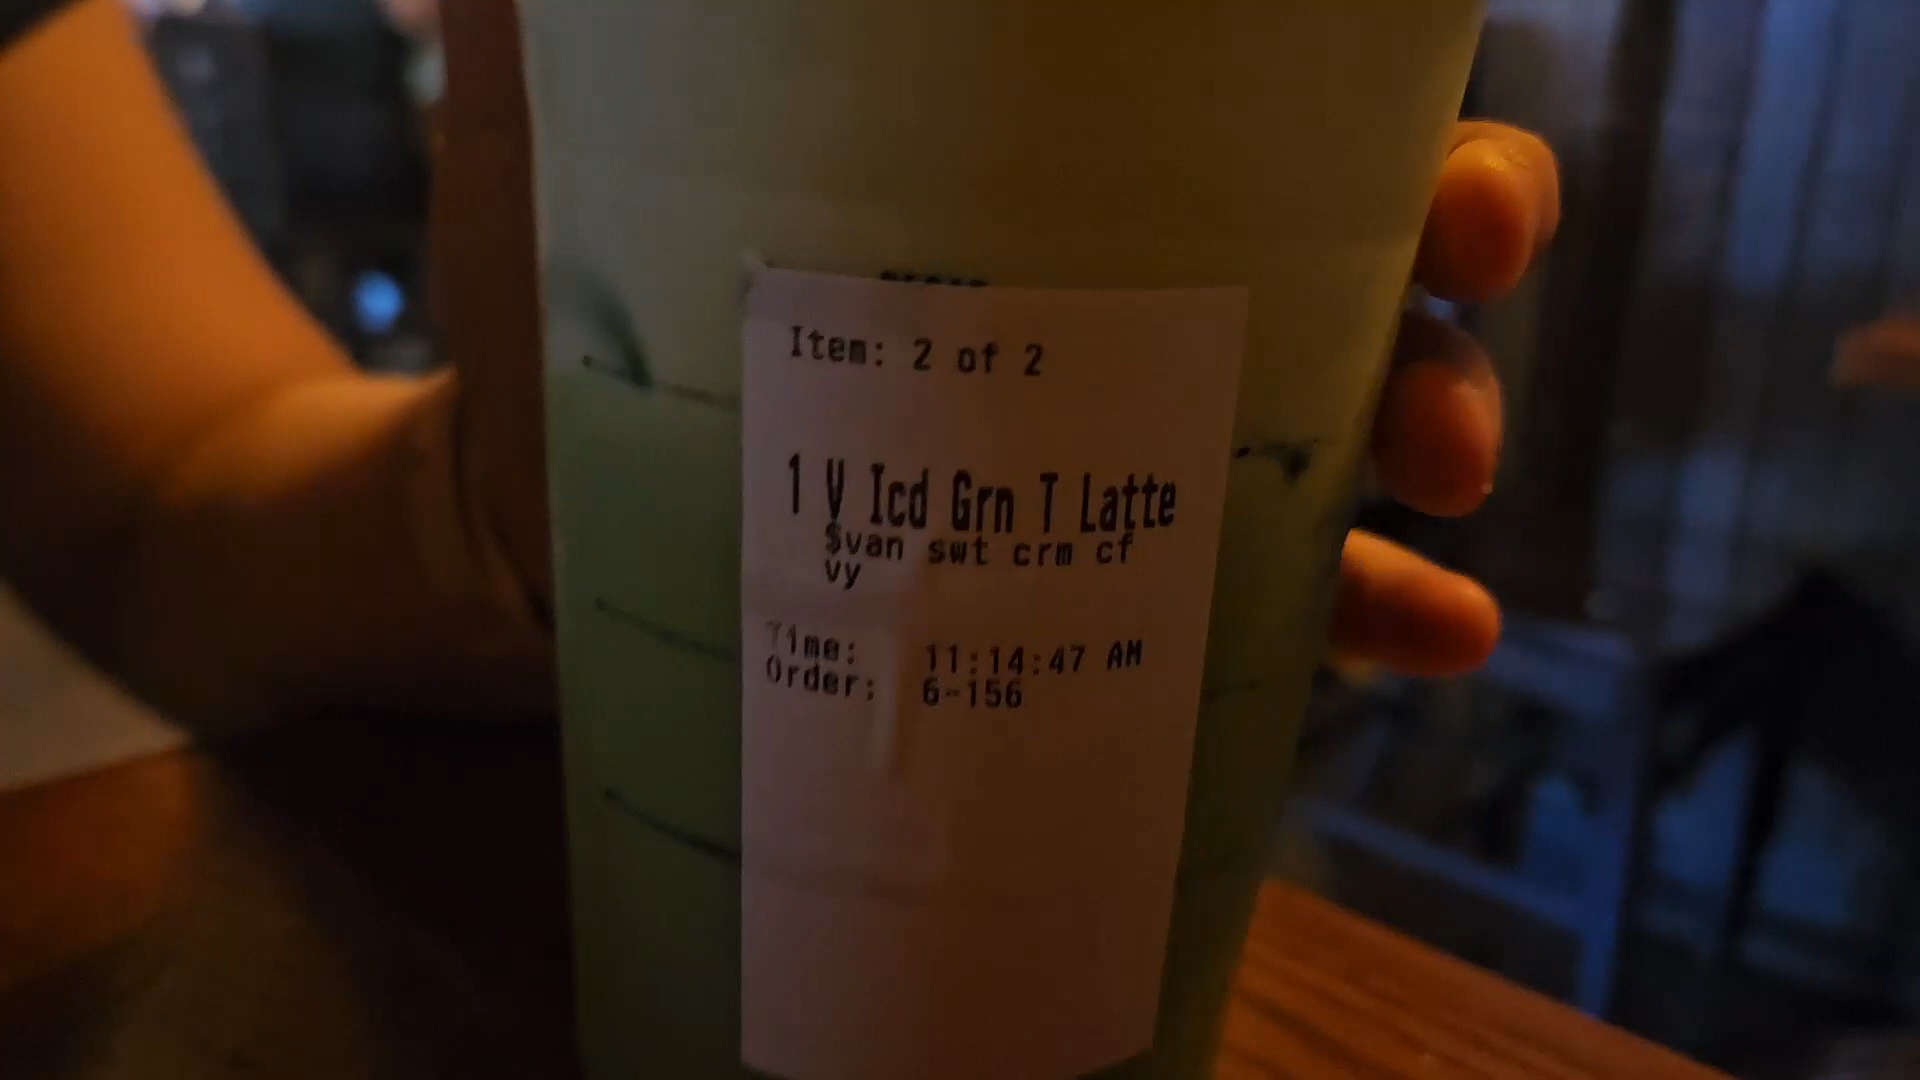 Item: 2 of 2
1 V Icd Grn T Latte
$van swt crm cf
vy
Time: 11:14:47 AM
Order: 6-156